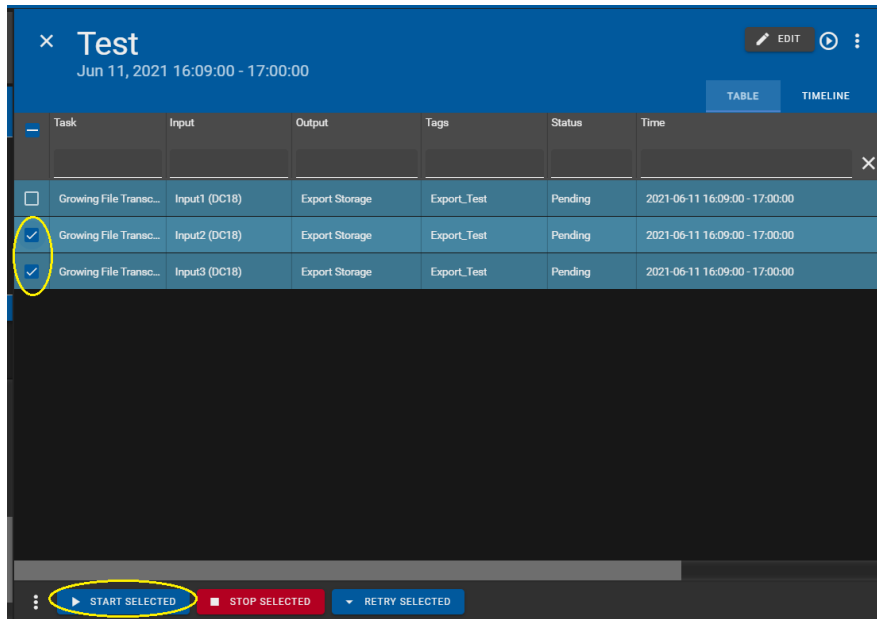 Test
EDIT
Jun 11, 2021 16:09:00 - 17:00:00
TABLE TIMELINE
Task Input Output Tags Status Time
Growing File Transc... Input1 (DC18) Export Storage Export_Test Pending 2021-06-11 16:09:00 - 17:00:00
Growing File Transc... Input2 (DC18) Export Storage Export_Test Pending 2021-06-11 16:09:00 - 17:00:00
Growing File Transc... Input3 (DC18) Export Storage Export_Test Pending 2021-06-11 16:09:00 - 17:00:00
START SELECTED STOP SELECTED RETRY SELECTED